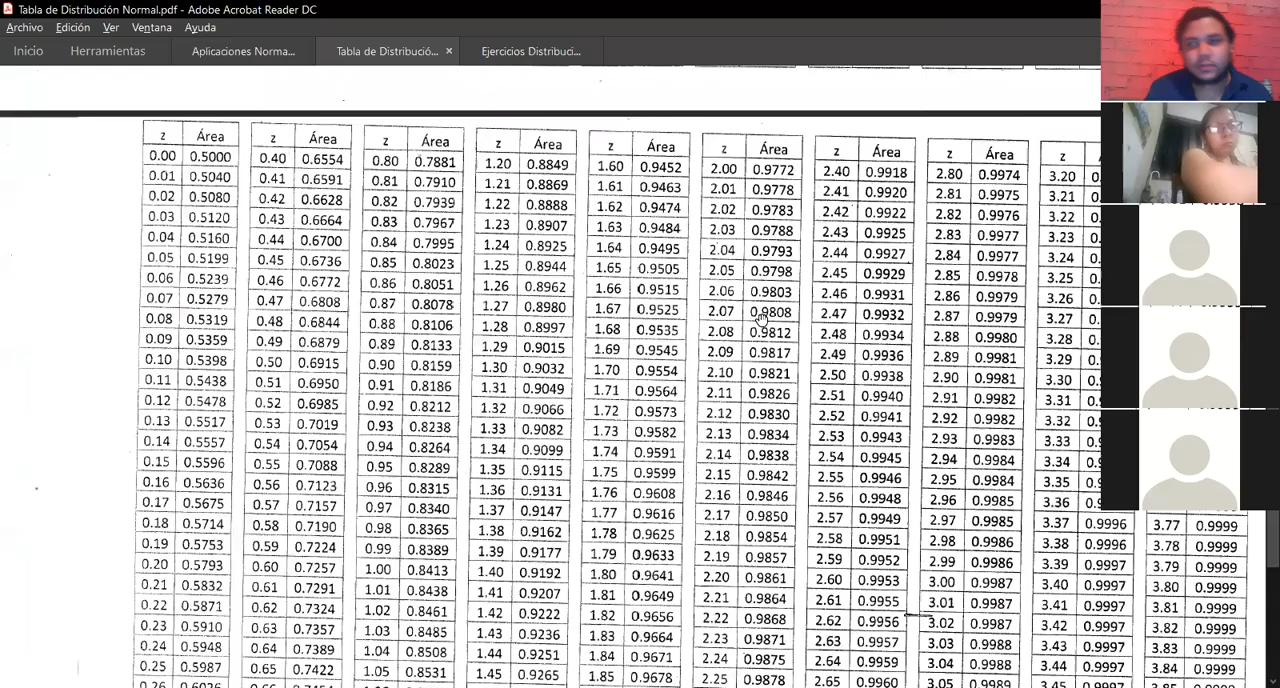 Tabla de Distribución Normal.pdf - Adobe Acrobat Reader DC
Archivo Edición Ver Ventana Ayuda
Inicio Herramientas Aplicaciones Norma... Tabla de Distribució... × Ejercicios Distribuci...
z Área z Área z Área z Área z Área z Área z Área z Área z
0.00 0.5000 0.40 0.6554 0.80 0.7881 1.20 0.8849 1.60 0.9452 2.00 0.9772 2.40 0.9918 2.80 0.9974 3.20
0.01 0.5040 0.41 0.6591 0.81 0.7910 1.21 0.8869 1.61 0.9463 2.01 0.9778 2.41 0.9920 2.81 0.9975 3.21
0.02 0.5080 0.42 0.6628 0.82 0.7939 1.22 0.8888 1.62 0.9474 2.02 0.9783 2.42 0.9922 2.82 0.9976 3.22
0.03 0.5120 0.43 0.6664 0.83 0.7967 1.23 0.8907 1.63 0.9484 2.03 0.9788 2.43 0.9925 2.83 0.9977 3.23
0.04 0.5160 0.44 0.6700 0.84 0.7995 1.24 0.8925 1.64 0.9495 2.04 0.9793 2.44 0.9927 2.84 0.9977 3.24
0.05 0.5199 0.45 0.6736 0.85 0.8023 1.25 0.8944 1.65 0.9505 2.05 0.9798 2.45 0.9929 2.85 0.9978 3.25
0.06 0.5239 0.46 0.6772 0.86 0.8051 1.26 0.8962 1.66 0.9515 2.06 0.9803 2.46 0.9931 2.86 0.9979 3.26
0.07 0.5279 0.47 0.6808 0.87 0.8078 1.27 0.8980 1.67 0.9525 2.07 0.9808 2.47 0.9932 2.87 0.9979 3.27
0.08 0.5319 0.48 0.6844 0.88 0.8106 1.28 0.8997 1.68 0.9535 2.08 0.9812 2.48 0.9934 2.88 0.9980 3.28
0.09 0.5359 0.49 0.6879 0.89 0.8133 1.29 0.9015 1.69 0.9545 2.09 0.9817 2.49 0.9936 2.89 0.9981 3.29
0.10 0.5398 0.50 0.6915 0.90 0.8159 1.30 0.9032 1.70 0.9554 2.10 0.9821 2.50 0.9938 2.90 0.9981 3.30
0.11 0.5438 0.51 0.6950 0.91 0.8186 1.31 0.9049 1.71 0.9564 2.11 0.9826 2.51 0.9940 2.91 0.9982 3.31
0.12 0.5478 0.52 0.6985 0.92 0.8212 1.32 0.9066 1.72 0.9573 2.12 0.9830 2.52 0.9941 2.92 0.9982 3.32
0.13 0.5517 0.53 0.7019 0.93 0.8238 1.33 0.9082 1.73 0.9582 2.13 0.9834 2.53 0.9943 2.93 0.9983 3.33
0.14 0.5557 0.54 0.7054 0.94 0.8264 1.34 0.9099 1.74 0.9591 2.14 0.9838 2.54 0.9945 2.94 0.9984 3.34
0.15 0.5596 0.55 0.7088 0.95 0.8289 1.35 0.9115 1.75 0.9599 2.15 0.9842 2.55 0.9946 2.95 0.9984 3.35
0.16 0.5636 0.56 0.7123 0.96 0.8315 1.36 0.9131 1.76 0.9608 2.16 0.9846 2.56 0.9948 2.96 0.9985 3.36
0.17 0.5675 0.57 0.7157 0.97 0.8340 1.37 0.9147 1.77 0.9616 2.17 0.9850 2.57 0.9949 2.97 0.9985 3.37 0.9996 3.77 0.9999
0.18 0.5714 0.58 0.7190 0.98 0.8365 1.38 0.9162 1.78 0.9625 2.18 0.9854 2.58 0.9951 2.98 0.9986 3.38 0.9996 3.78 0.9999
0.19 0.5753 0.59 0.7224 0.99 0.8389 1.39 0.9177 1.79 0.9633 2.19 0.9857 2.59 0.9952 2.99 0.9986 3.39 0.9997 3.79 0.9999
0.20 0.5793 0.60 0.7257 1.00 0.8413 1.40 0.9192 1.80 0.9641 2.20 0.9861 2.60 0.9953 3.00 0.9987 3.40 0.9997 3.80 0.9999
0.21 0.5832 0.61 0.7291 1.01 0.8438 1.41 0.9207 1.81 0.9649 2.21 0.9864 2.61 0.9955 3.01 0.9987 3.41 0.9997 3.81 0.9999
0.22 0.5871 0.62 0.7324 1.02 0.8461 1.42 0.9222 1.82 0.9656 2.22 0.9868 2.62 0.9956 3.02 0.9987 3.42 0.9997 3.82 0.9999
0.23 0.5910 0.63 0.7357 1.03 0.8485 1.43 0.9236 1.83 0.9664 2.23 0.9871 2.63 0.9957 3.03 0.9988 3.43 0.9997 3.83 0.9999
0.24 0.5948 0.64 0.7389 1.04 0.8508 1.44 0.9251 1.84 0.9671 2.24 0.9875 2.64 0.9959 3.04 0.9988 3.44 0.9997 3.84 0.9999
0.25 0.5987 0.65 0.7422 1.05 0.8531 1.45 0.9265 1.85 0.9678 2.25 0.9878 2.65 0.9960 3.05 0.9989 3.45 0.9997
0.26 0.6026